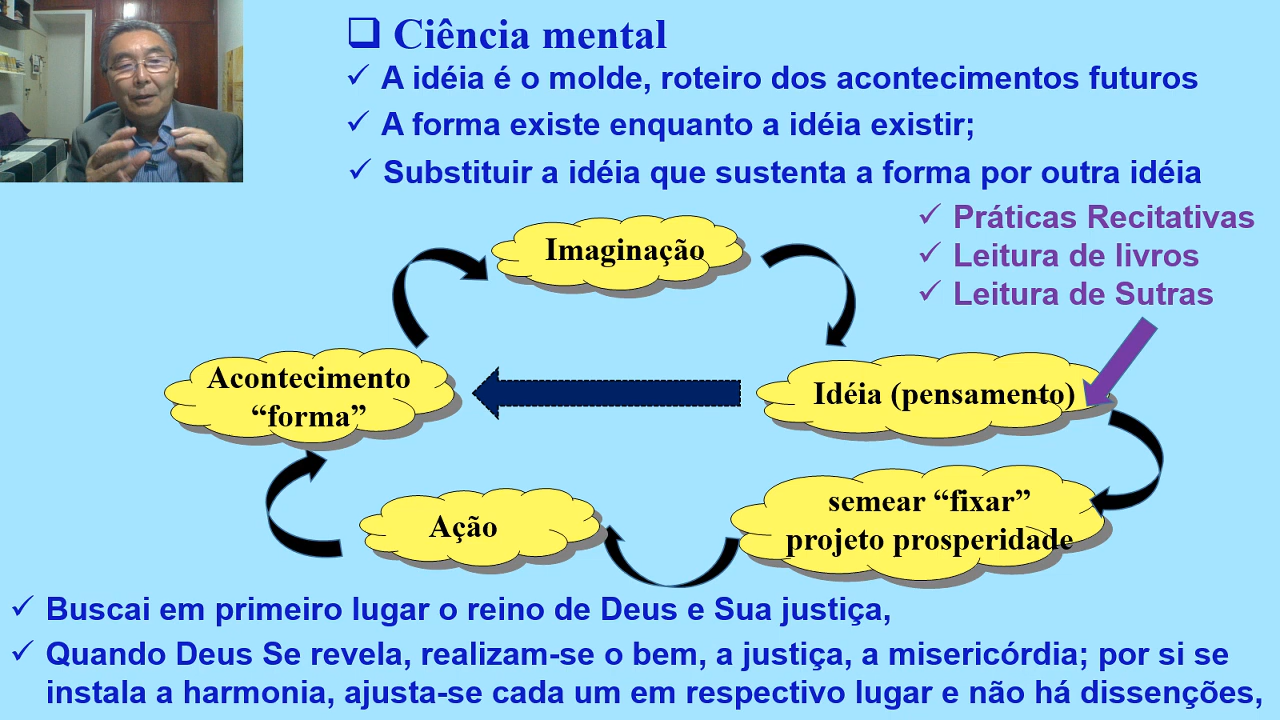 Ciência mental
A idéia é o molde, roteiro dos acontecimentos futuros
A forma existe enquanto a idéia existir;
Substituir a idéia que sustenta a forma por outra idéia
Práticas Recitativas
Leitura de livros
Leitura de Sutras
Imaginação
Acontecimento
“forma”
Idéia (pensamento)
semear “fixar”
projeto prosperidade
Ação
Buscai em primeiro lugar o reino de Deus e Sua justiça,
Quando Deus Se revela, realizam-se o bem, a justiça, a misericórdia; por si se
instala a harmonia, ajusta-se cada um em respectivo lugar e não há dissenções,